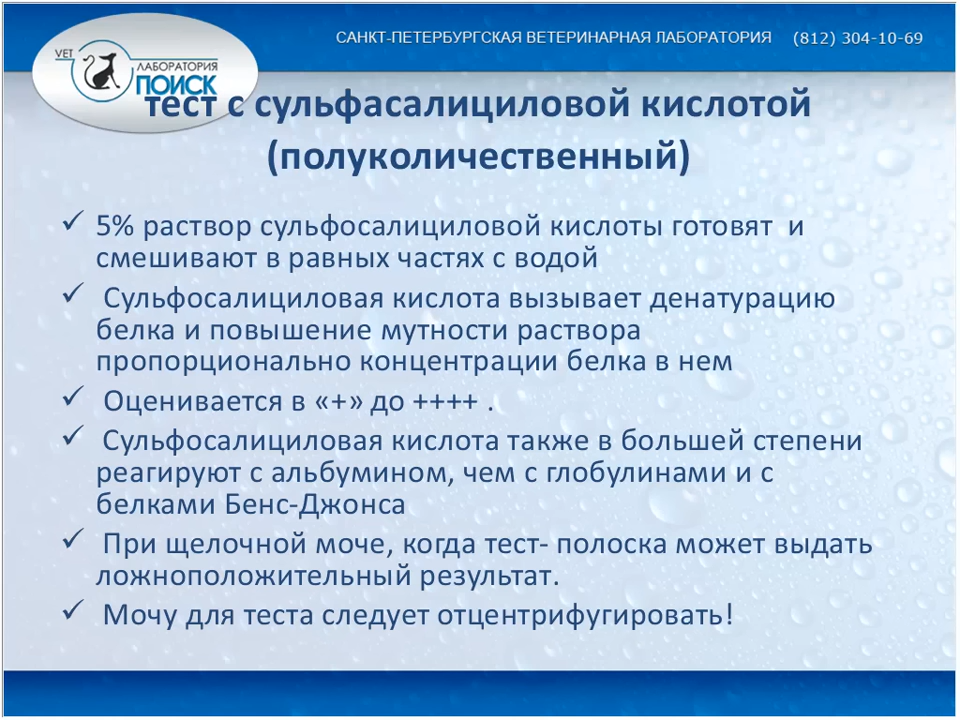 САНКТ-ПЕТЕРБУРГСКАЯ ВЕТЕРИНАРНАЯ ЛАБОРАТОРИЯ (812) 304-10-69
VET
ЛАБОРАТОРИЯ
ПОИСК
тест с сульфасалициловой кислотой
(полуколичественный)
✓ 5% раствор сульфосалициловой кислоты готовят и
смешивают в равных частях с водой
✓ Сульфосалициловая кислота вызывает денатурацию
белка и повышение мутности раствора
пропорционально концентрации белка в нем
✓ Оценивается в «+» до ++++ .
✓ Сульфосалициловая кислота также в большей степени
реагируют с альбумином, чем с глобулинами и с
белками Бенс-Джонса
✓ При щелочной моче, когда тест- полоска может выдать
ложноположительный результат.
✓ Мочу для теста следует отцентрифугировать!